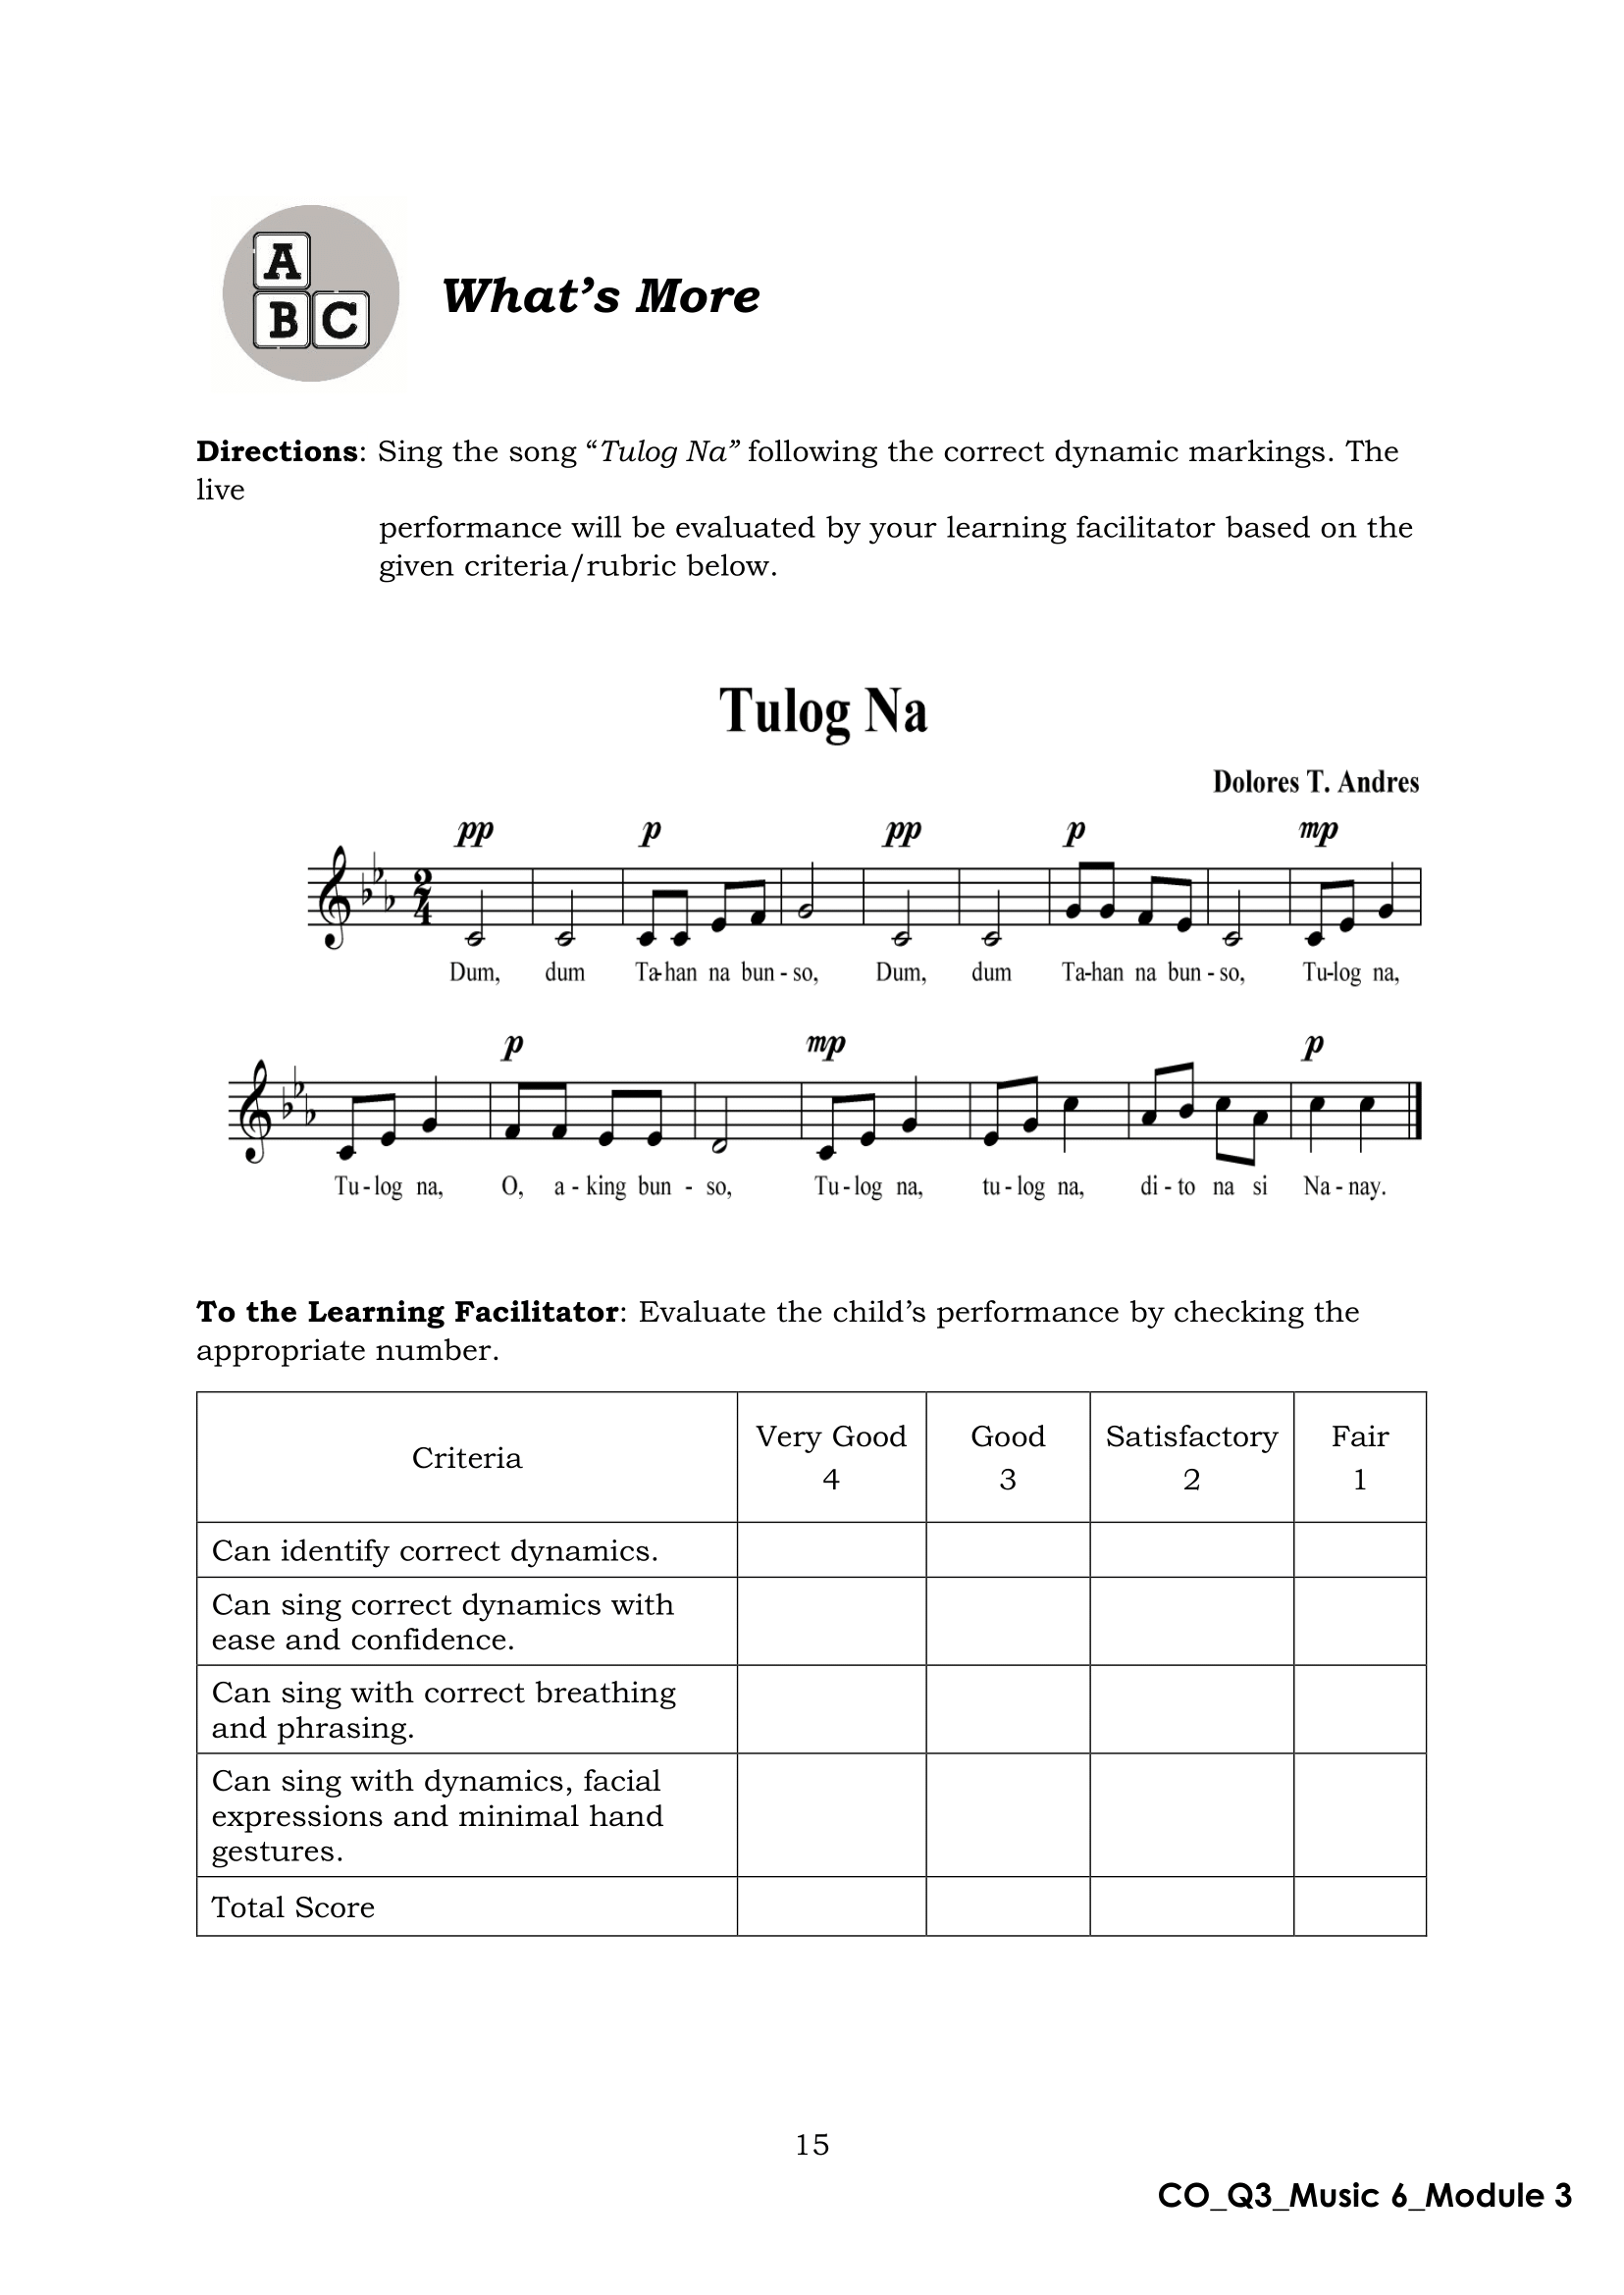 A
B C
What’s More
Directions: Sing the song “Tulog Na” following the correct dynamic markings. The
live
performance will be evaluated by your learning facilitator based on the
given criteria/rubric below.
Tulog Na
Dolores T. Andres
pp p pp p mp
2
4
Dum, dum Ta-han na bun - so, Dum, dum Ta-han na bun - so, Tu-log na,
p mp p
Tu - log na, O, a - king bun - so, Tu - log na, tu - log na, di - to na si Na - nay.
To the Learning Facilitator: Evaluate the child’s performance by checking the
appropriate number.
Criteria Very Good Good Satisfactory Fair
4 3 2 1
Can identify correct dynamics.
Can sing correct dynamics with
ease and confidence.
Can sing with correct breathing
and phrasing.
Can sing with dynamics, facial
expressions and minimal hand
gestures.
Total Score
15
CO_Q3_Music 6_Module 3